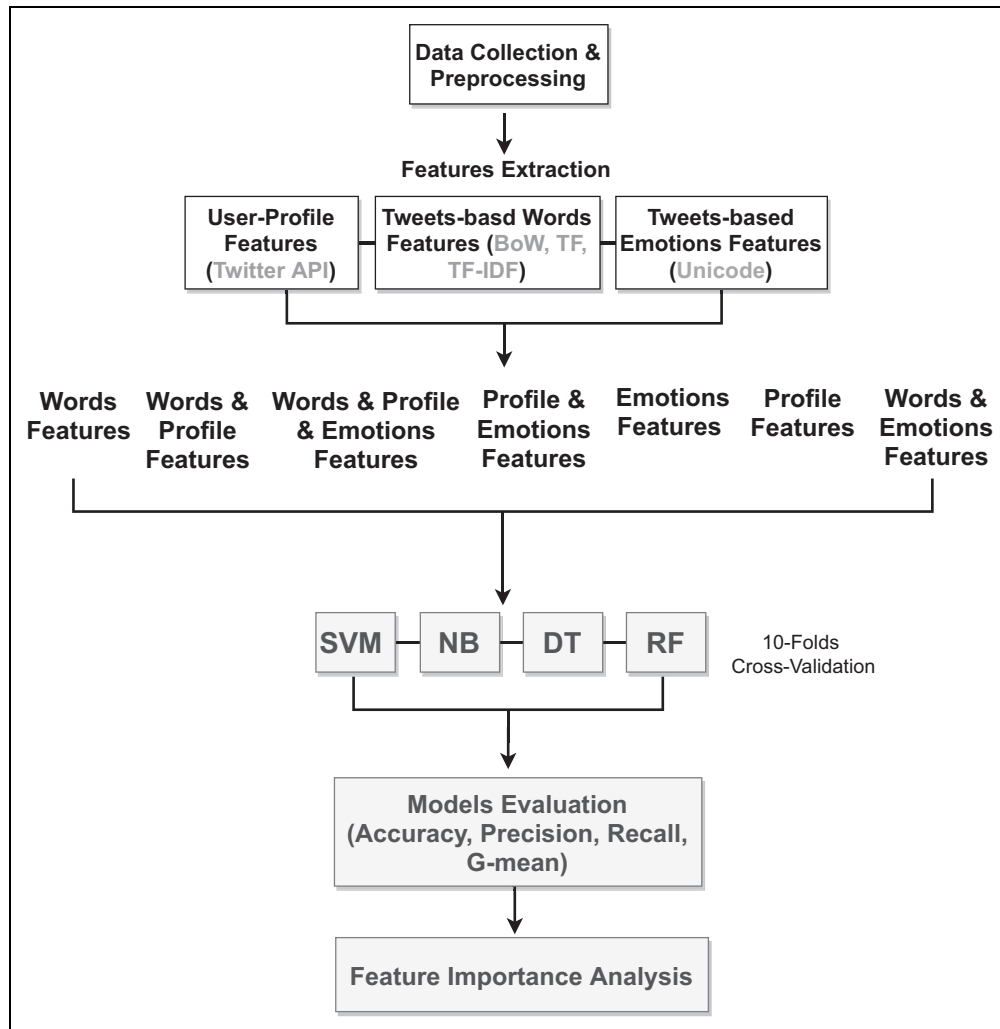 Data Collection &
Preprocessing
Features Extraction
User-Profile
Features
(Twitter API)
Tweets-basd Words
Features (BoW, TF,
TF-IDF)
Tweets-based
Emotions Features
(Unicode)
Words
Features
Words &
Profile
Features
Words & Profile
& Emotions
Features
Profile &
Emotions
Features
Emotions
Features
Profile
Features
Words &
Emotions
Features
SVM
NB
DT
RF
10-Folds
Cross-Validation
Models Evaluation
(Accuracy, Precision, Recall,
G-mean)
Feature Importance Analysis